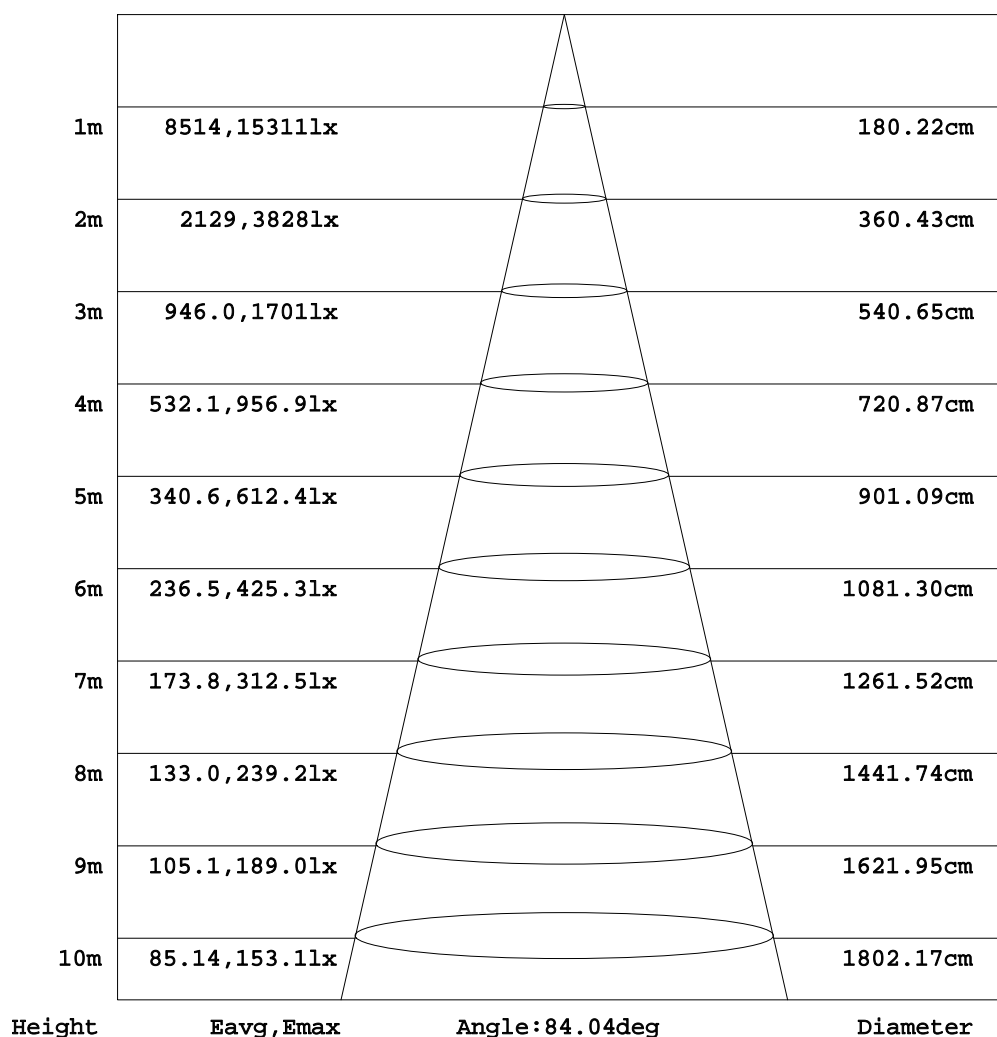 1m 8514,15311lx 180.22cm
2m 2129,3828lx 360.43cm
3m 946.0,1701lx 540.65cm
4m 532.1,956.9lx 720.87cm
5m 340.6,612.4lx 901.09cm
6m 236.5,425.3lx 1081.30cm
7m 173.8,312.5lx 1261.52cm
8m 133.0,239.2lx 1441.74cm
9m 105.1,189.0lx 1621.95cm
10m 85.14,153.1lx 1802.17cm
Height Eavg,Emax Angle:84.04deg Diameter